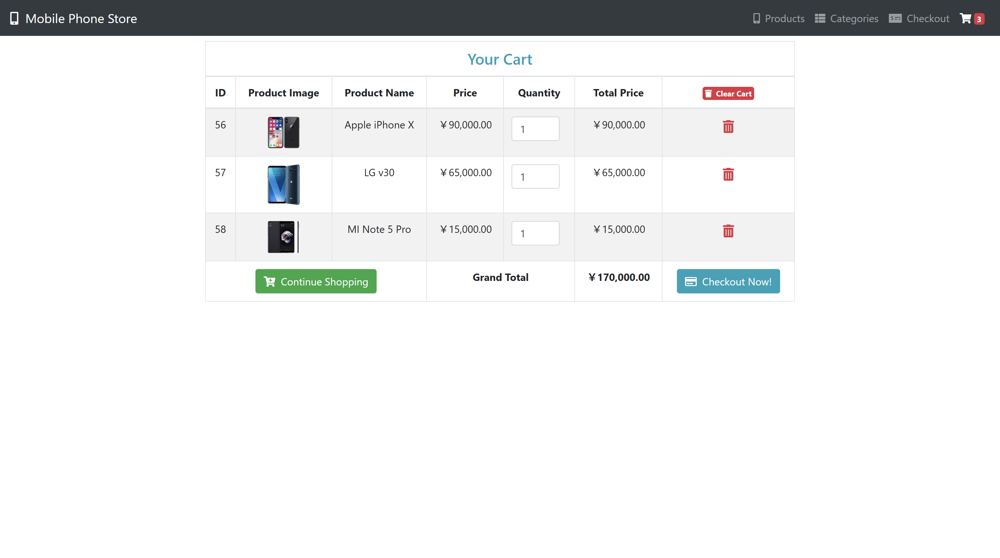 Mobile Phone Store
Products Categories Checkout 3
Your Cart
ID Product Image Product Name Price Quantity Total Price Clear Cart
56 Apple iPhone X ¥ 90,000.00 1 ¥ 90,000.00
57 LG v30 ¥ 65,000.00 1 ¥ 65,000.00
58 MI Note 5 Pro ¥ 15,000.00 1 ¥ 15,000.00
Continue Shopping Grand Total ¥ 170,000.00 Checkout Now!